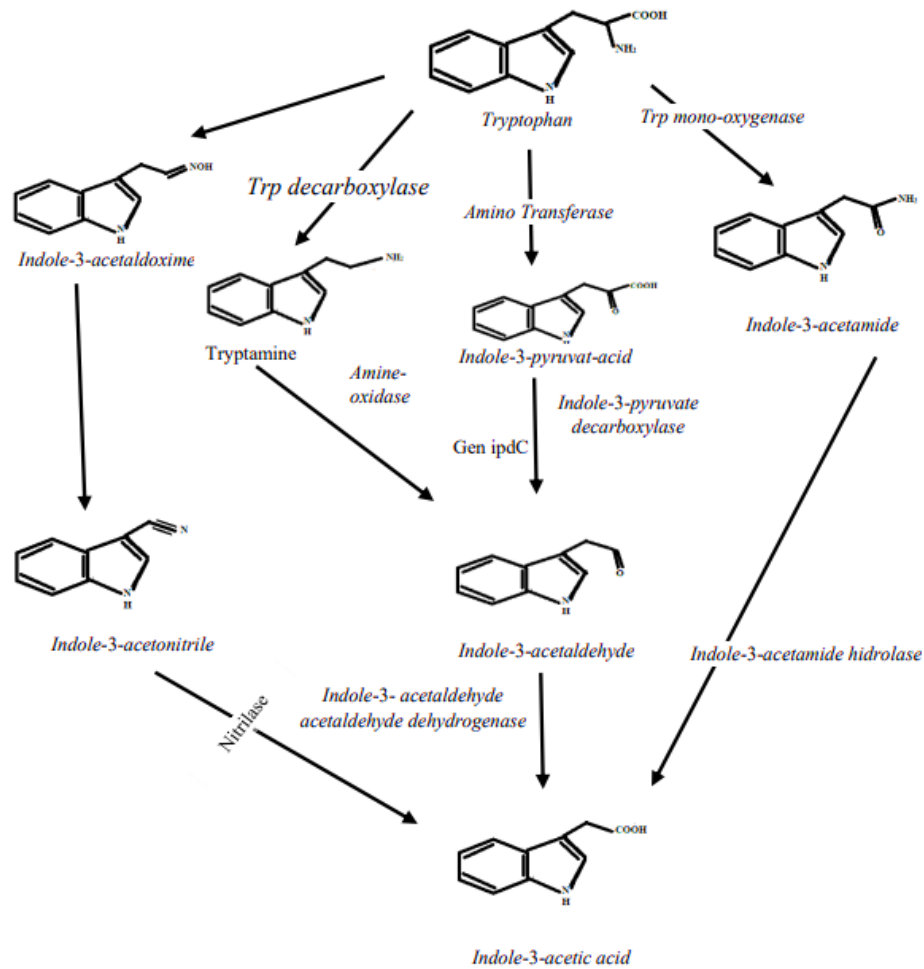 COOH
NH₂
N
H
Tryptophan
Trp mono-oxygenase
NOH
N
H
Indole-3-acetaldoxime
Trp decarboxylase
Amino Transferase
NH₂
O
N
H
Indole-3-acetamide
NH₂
N
H
Tryptamine
COOH
O
N
Indole-3-pyruvat-acid
Amine-
oxidase
Indole-3-pyruvate
decarboxylase
Gen ipdC
N
N
H
Indole-3-acetonitrile
O
N
H
Indole-3-acetaldehyde
Indole-3-acetamide hidrolase
Indole-3- acetaldehyde
acetaldehyde dehydrogenase
Nitrilase
COOH
N
H
Indole-3-acetic acid